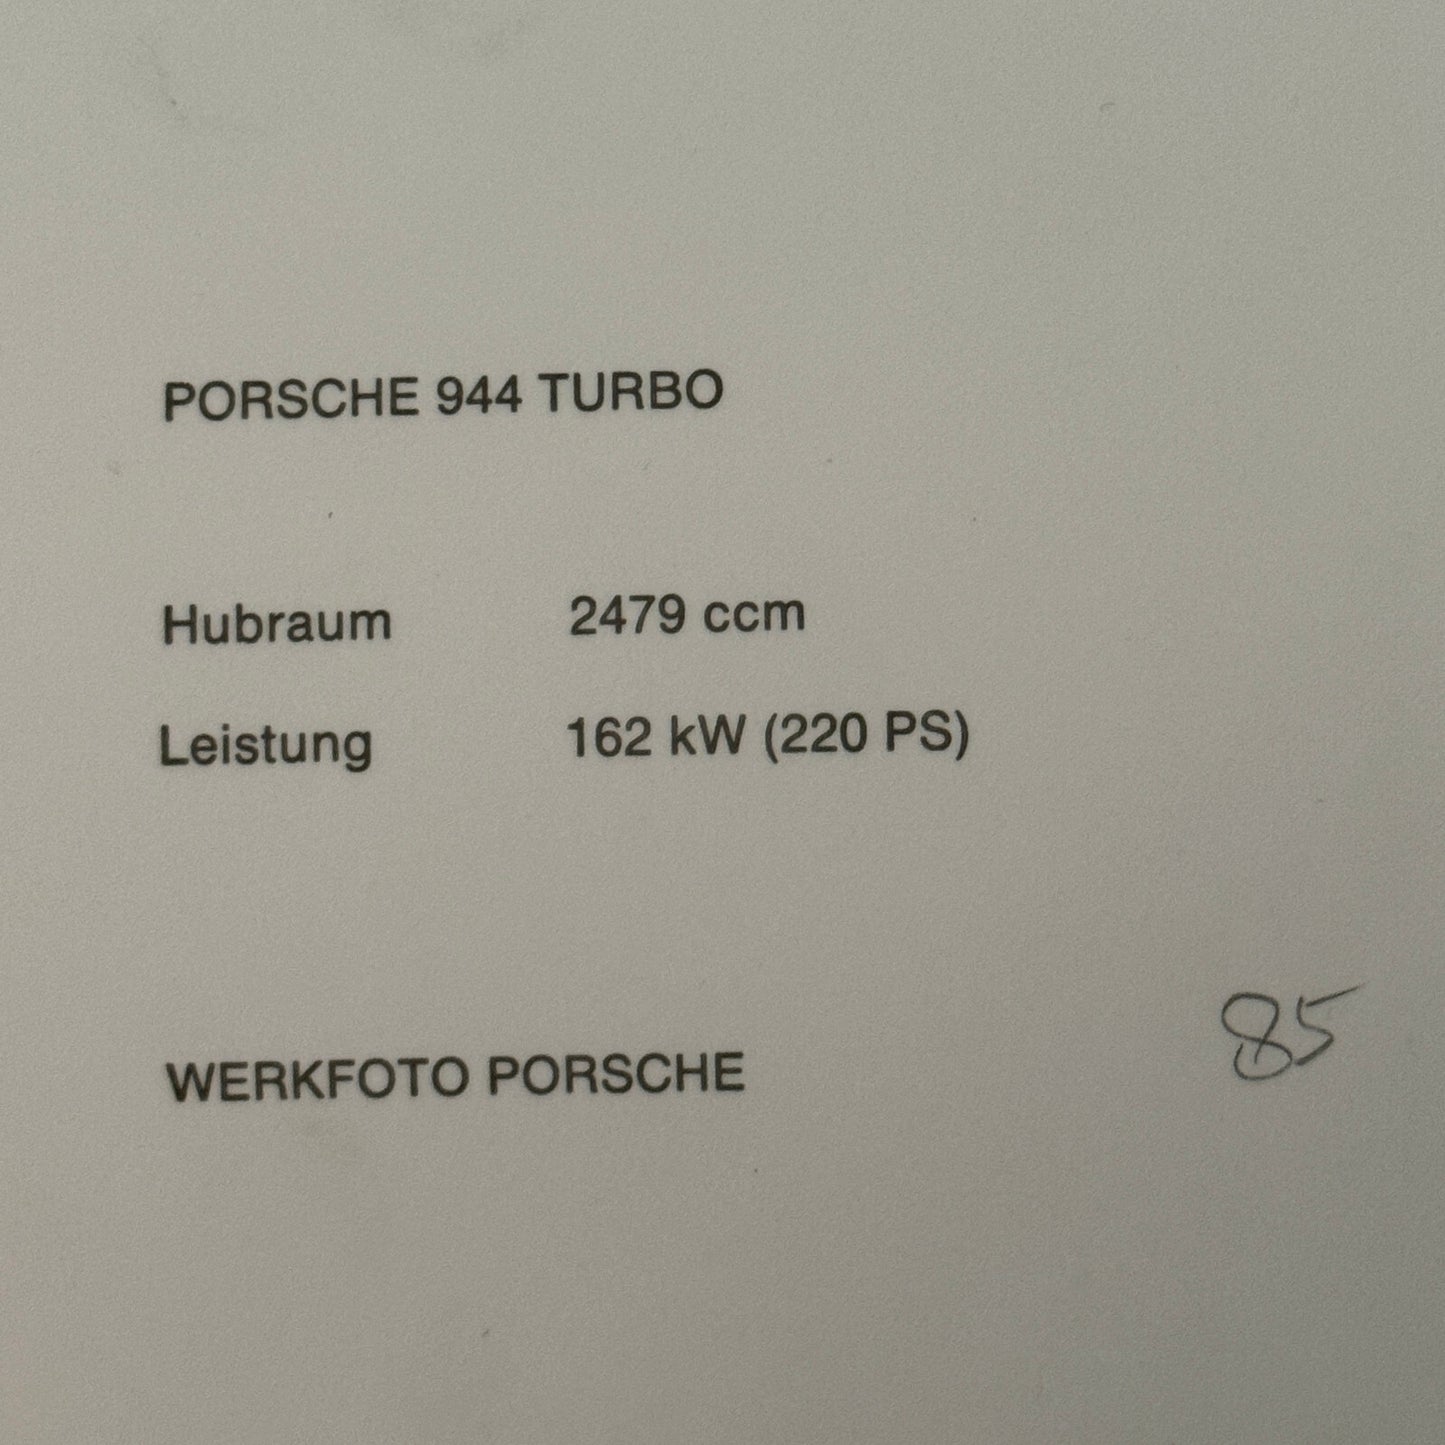 PORSCHE 944 TURBO
Hubraum 2479 ccm
Leistung 162 kW (220 PS)
WERKFOTO PORSCHE
85